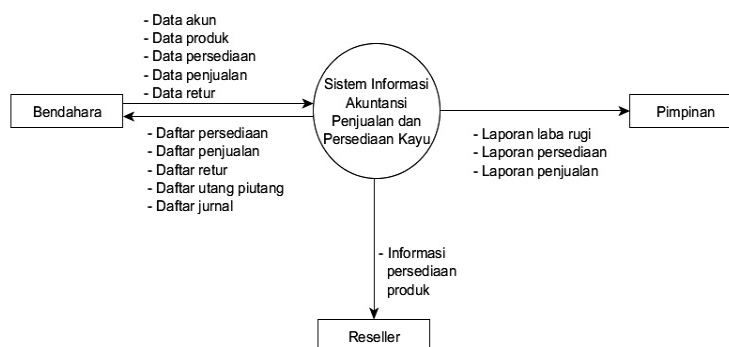 - Data akun
- Data produk
- Data persediaan
- Data penjualan
- Data retur
Bendahara
- Daftar persediaan
- Daftar penjualan
- Daftar retur
- Daftar utang piutang
- Daftar jurnal
Sistem Informasi
Akuntansi
Penjualan dan
Persediaan Kayu
Pimpinan
- Laporan laba rugi
- Laporan persediaan
- Laporan penjualan
- Informasi
persediaan
produk
Reseller